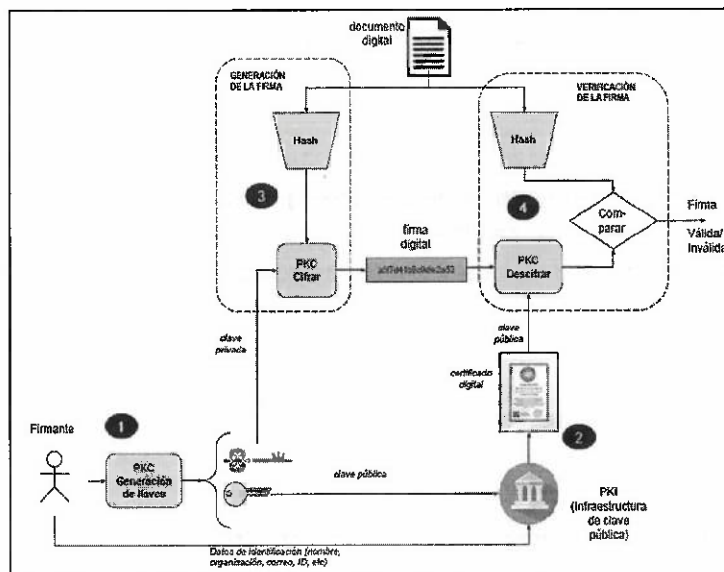 documento
digital
GENERACIÓN
DE LA FIRMA
VERIFICACIÓN
DE LA FIRMA
Hash
Hash
3
4
Com-
parar
Firma
Válida/
Inválida
firma
digital
PKC
Cifrar
PKC
Descifrar
clave
privada
clave
pública
certificado
digital
1
2
Firmante
PKC
Generación
de llaves
clave pública
PKI
(Infraestructura
de clave
pública)
Datos de identificación (nombre,
organización, correo, ID, etc)